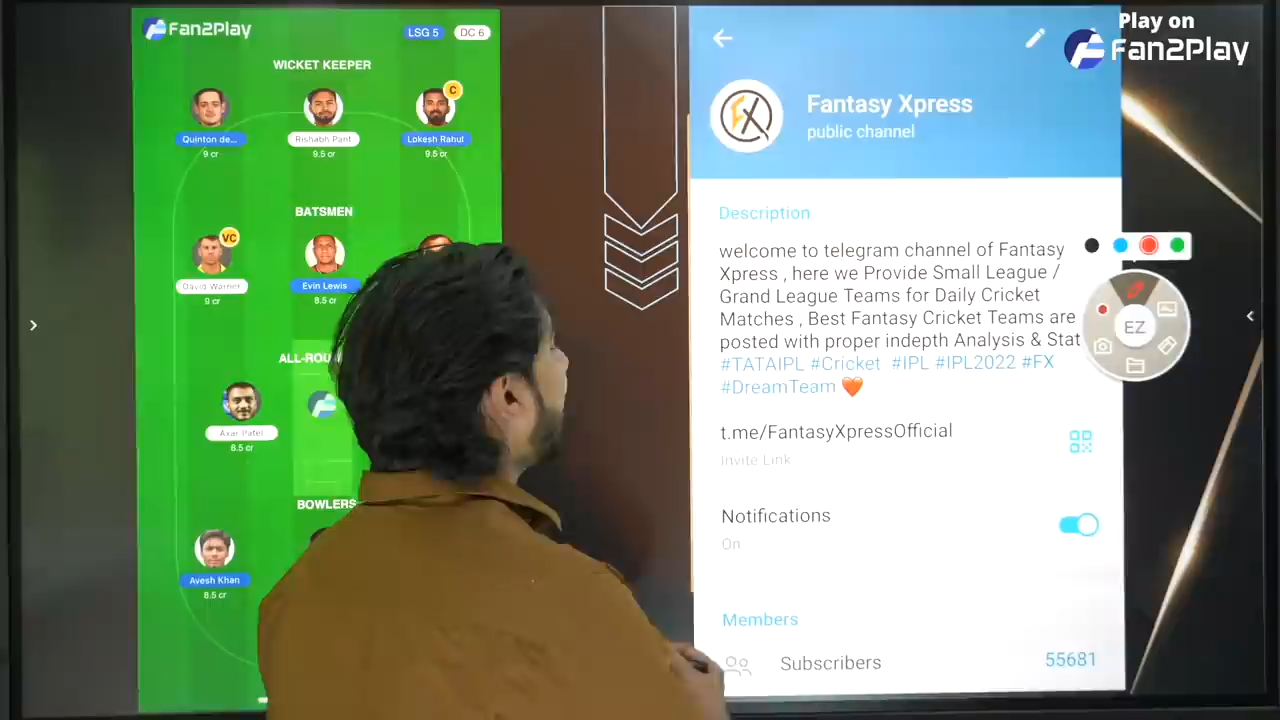 Fan2Play
LSG 5
DC 6
WICKET KEEPER
C
Quinton de...
Rishabh Pant
Lokesh Rahul
9 cr
9.5 cr
9.5 cr
BATSMEN
VC
David Warner
Evin Lewis
9 cr
8.5 cr
ALL-ROU
Axar Patel
8.5 cr
BOWLERS
Avesh Khan
8.5 cr
Play on
Fan2Play
FX
Fantasy Xpress
public channel
Description
welcome to telegram channel of Fantasy
Xpress , here we Provide Small League /
Grand League Teams for Daily Cricket
Matches , Best Fantasy Cricket Teams are
posted with proper indepth Analysis & Stat
#TATAIPL #Cricket #IPL #IPL2022 #FX
#DreamTeam 🧡
t.me/FantasyXpressOfficial
Invite Link
Notifications
On
Members
Subscribers
55681
EZ